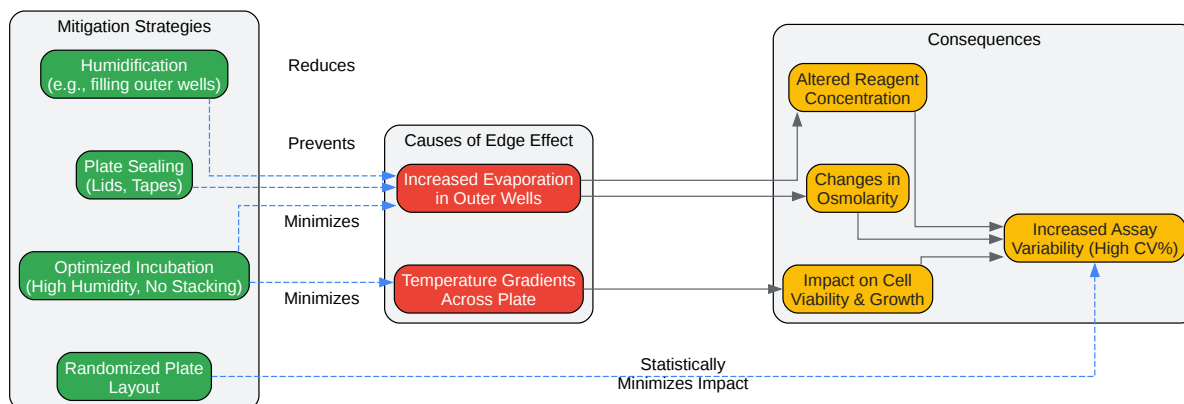 Mitigation Strategies
Humidification
(e.g., filling outer wells)
Plate Sealing
(Lids, Tapes)
Optimized Incubation
(High Humidity, No Stacking)
Randomized Plate
Layout
Reduces
Prevents
Minimizes
Minimizes
Causes of Edge Effect
Increased Evaporation
in Outer Wells
Temperature Gradients
Across Plate
Statistically
Minimizes Impact
Consequences
Altered Reagent
Concentration
Changes in
Osmolarity
Impact on Cell
Viability & Growth
Increased Assay
Variability (High CV%)